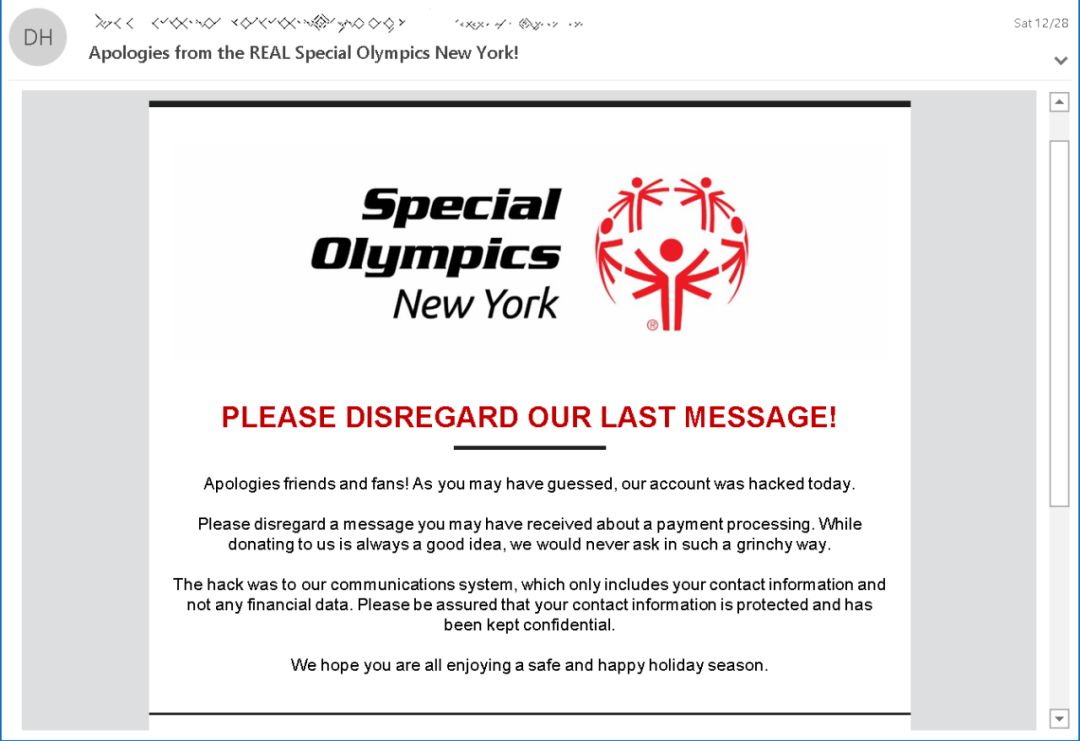 DH
Sat 12/28
Apologies from the REAL Special Olympics New York!
Special
Olympics
New York
®
PLEASE DISREGARD OUR LAST MESSAGE!
Apologies friends and fans! As you may have guessed, our account was hacked today.
Please disregard a message you may have received about a payment processing. While
donating to us is always a good idea, we would never ask in such a grinchy way.
The hack was to our communications system, which only includes your contact information and
not any financial data. Please be assured that your contact information is protected and has
been kept confidential.
We hope you are all enjoying a safe and happy holiday season.